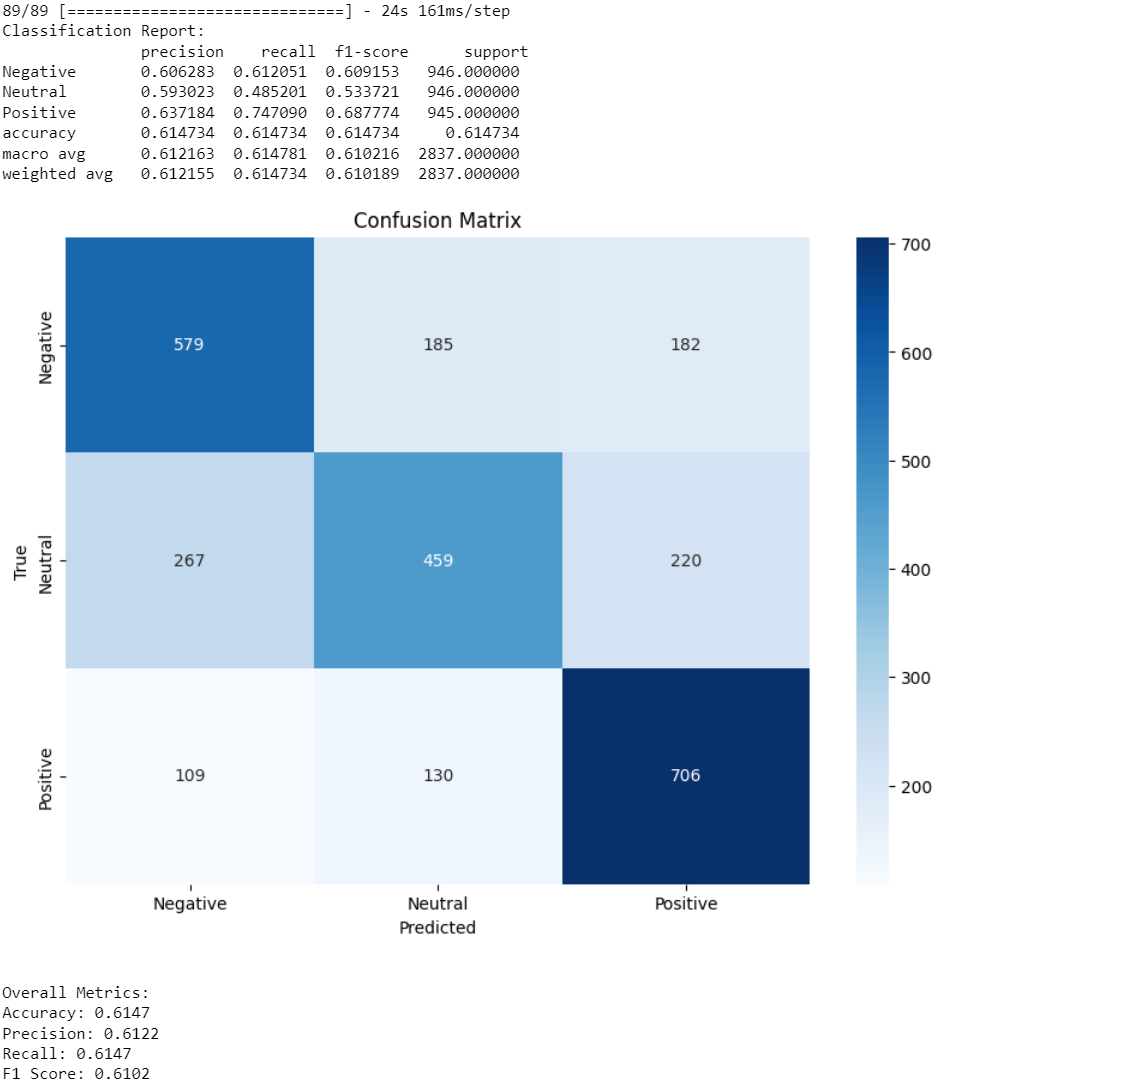 89/89 [==============================] - 24s 161ms/step
Classification Report:
precision recall f1-score support
Negative 0.606283 0.612051 0.609153 946.000000
Neutral 0.593023 0.485201 0.533721 946.000000
Positive 0.637184 0.747090 0.687774 945.000000
accuracy 0.614734 0.614734 0.614734 0.614734
macro avg 0.612163 0.614781 0.610216 2837.000000
weighted avg 0.612155 0.614734 0.610189 2837.000000
Confusion Matrix
700
600
500
400
300
200
True
Negative
579 185 182
Neutral
267 459 220
Positive
109 130 706
Negative Neutral Positive
Predicted
Overall Metrics:
Accuracy: 0.6147
Precision: 0.6122
Recall: 0.6147
F1 Score: 0.6102